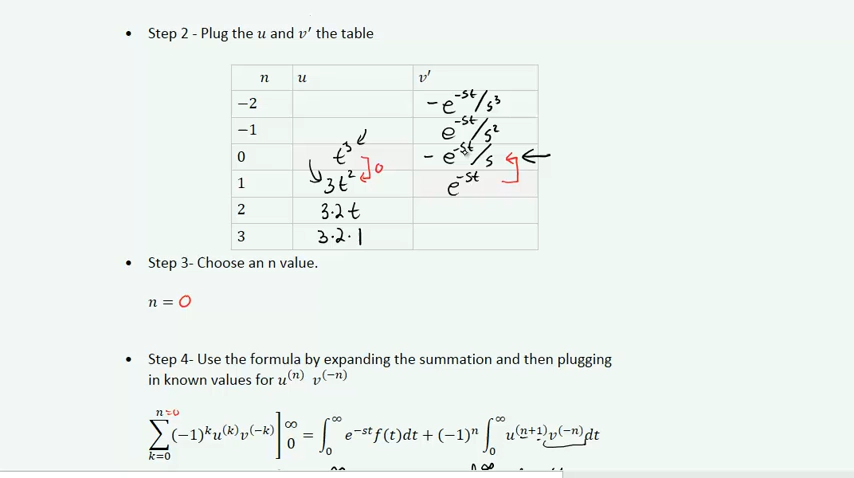 • Step 2 - Plug the u and v′ the table
n u v′
−2 −e^{-st}/s³
−1 e^{-st}/s²
0 t³ 0 −e^{-st}/s
1 3t² e^{-st}
2 3·2t
3 3·2·1
• Step 3- Choose an n value.
n = 0
• Step 4- Use the formula by expanding the summation and then plugging
in known values for u^{(n)} v^{(−n)}
n=0
∑ (−1)^k u^{(k)} v^{(−k)} ]_0^∞ = ∫_0^∞ e^{−st} f(t)dt + (−1)^n ∫_0^∞ u^{(n+1)} v^{(−n)} dt
k=0